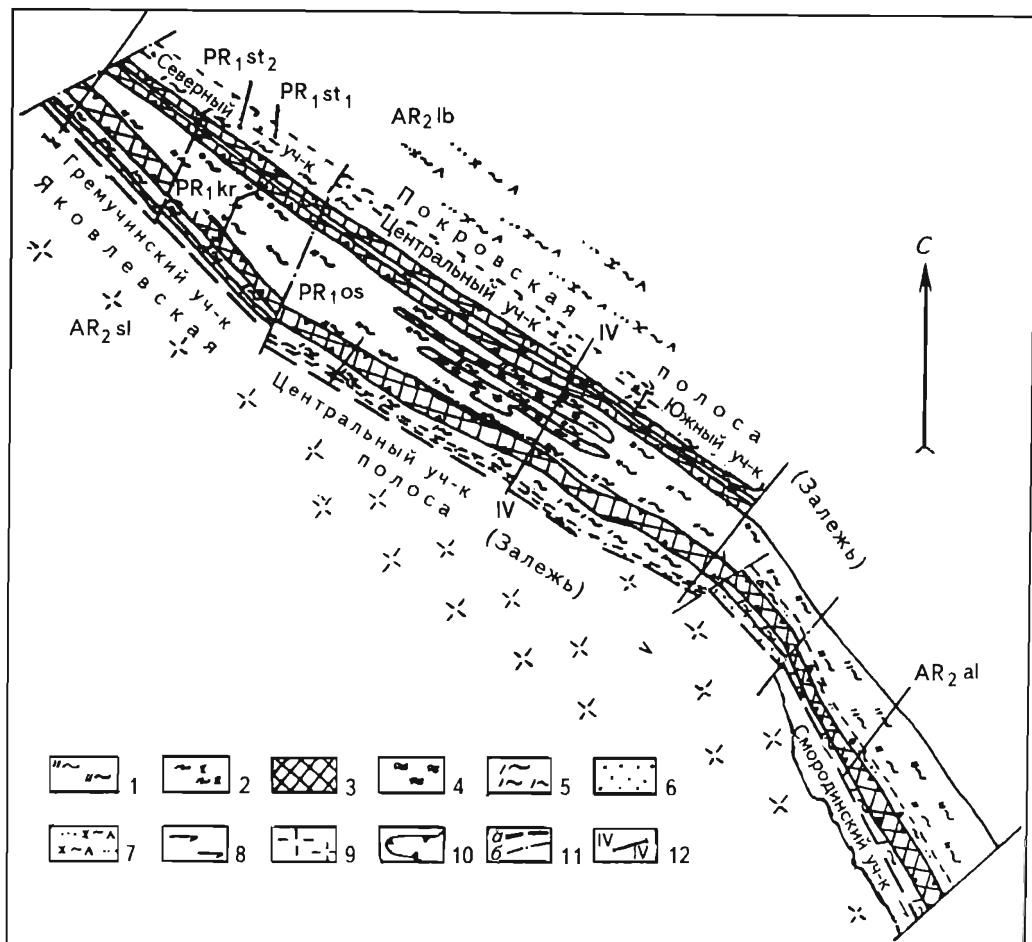 PR₁st₂
PR₁st₁
Северный уч-к
AR₂lb
PR₁kr
Покровская полоса
Центральный уч-к
Гремучинский уч-к
Яковлевская полоса
PR₁os
С
AR₂sl
IV
Южный уч-к
(Залежь)
Центральный уч-к
IV
(Залежь)
AR₂al
Смородинский уч-к
1
2
3
4
5
6
7
8
9
10
а
б
11
IV
IV
12